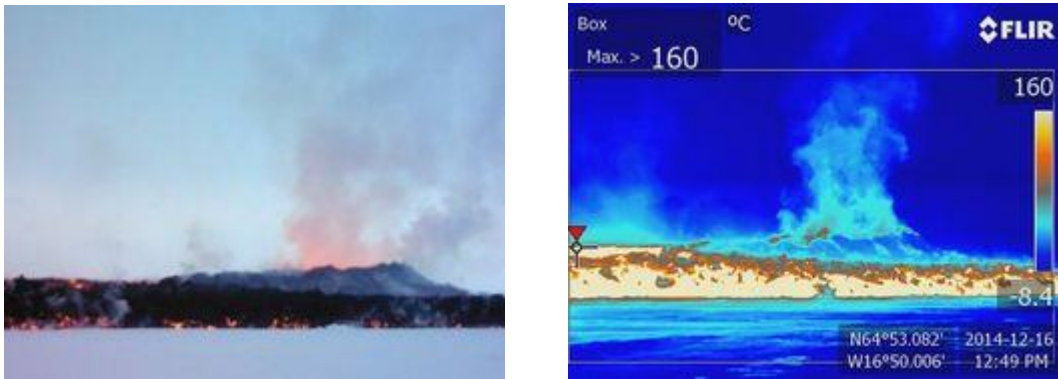 Box °C
FLIR
Max. > 160
160
-8.4
N64°53.082' 2014-12-16
W16°50.006' 12:49 PM